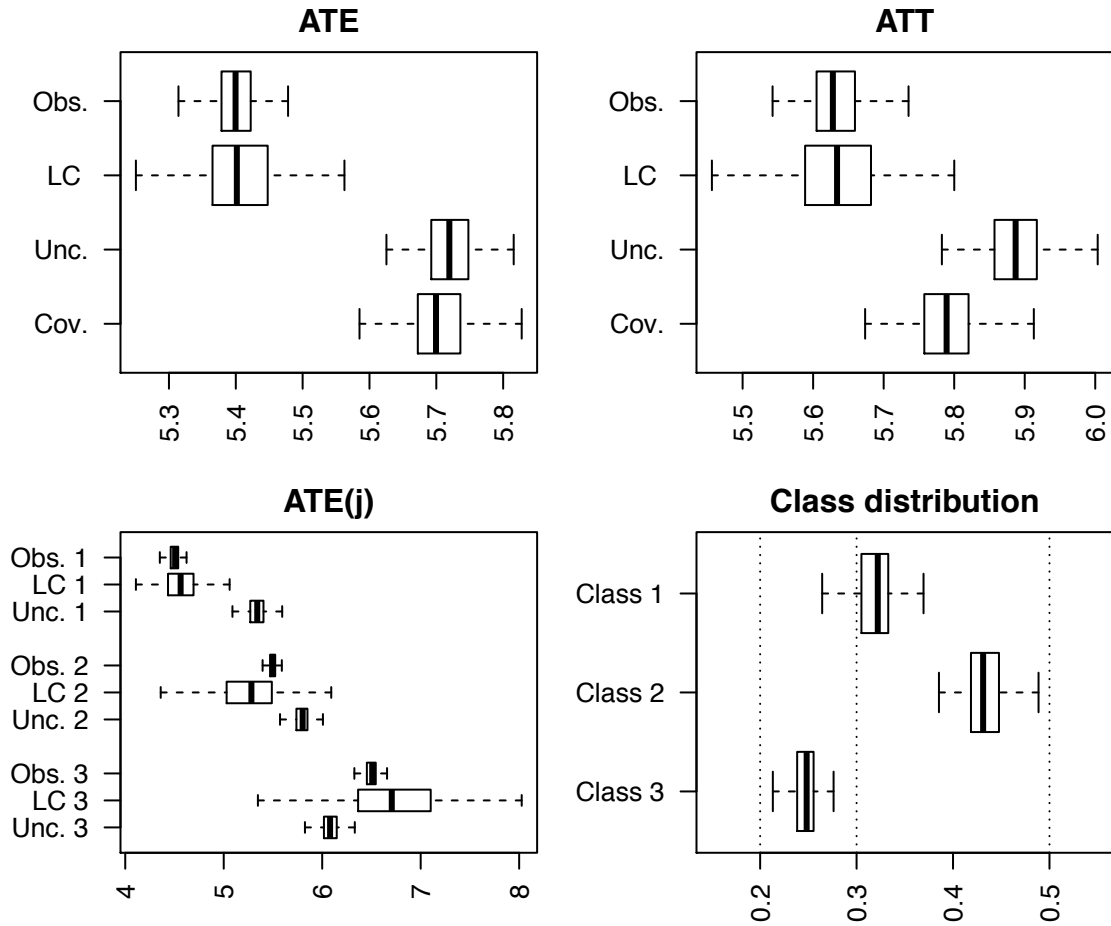 ATE
Obs.
LC
Unc.
Cov.
5.3 5.4 5.5 5.6 5.7 5.8
ATT
Obs.
LC
Unc.
Cov.
5.5 5.6 5.7 5.8 5.9 6.0
ATE(j)
Obs. 1
LC 1
Unc. 1
Obs. 2
LC 2
Unc. 2
Obs. 3
LC 3
Unc. 3
4 5 6 7 8
Class distribution
Class 1
Class 2
Class 3
0.2 0.3 0.4 0.5